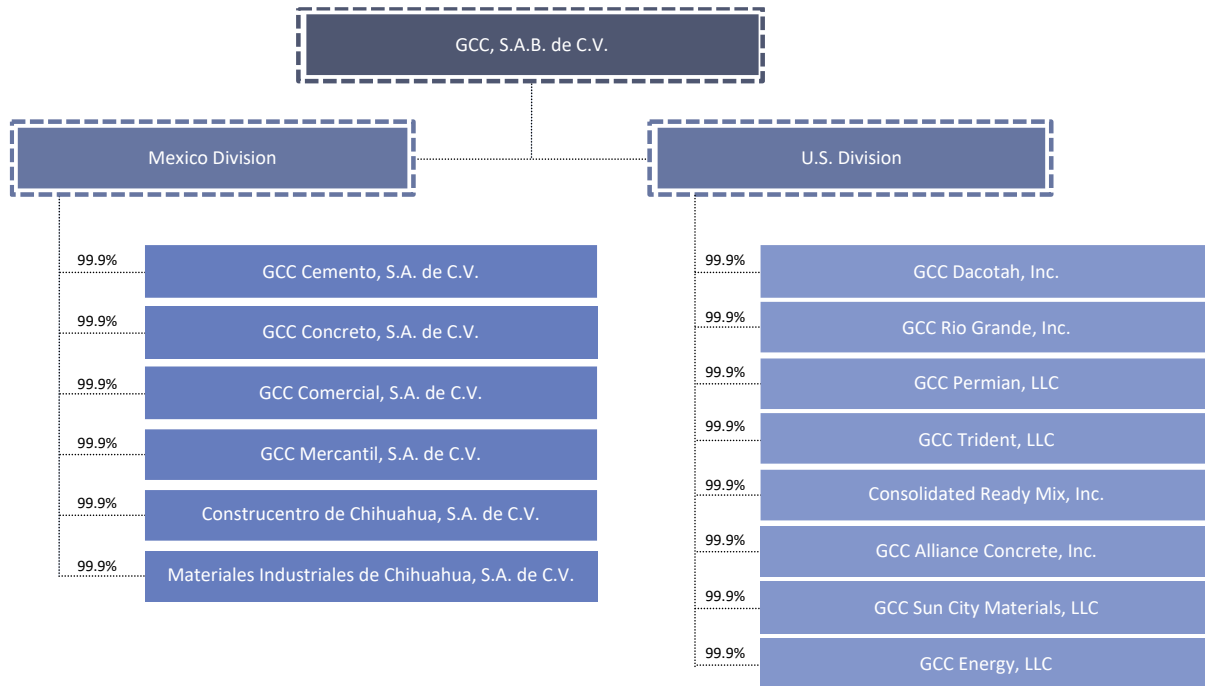 GCC, S.A.B. de C.V.
Mexico Division
U.S. Division
99.9%
GCC Cemento, S.A. de C.V.
99.9%
GCC Concreto, S.A. de C.V.
99.9%
GCC Comercial, S.A. de C.V.
99.9%
GCC Mercantil, S.A. de C.V.
99.9%
Construcentro de Chihuahua, S.A. de C.V.
99.9%
Materiales Industriales de Chihuahua, S.A. de C.V.
99.9%
GCC Dacotah, Inc.
99.9%
GCC Rio Grande, Inc.
99.9%
GCC Permian, LLC
99.9%
GCC Trident, LLC
99.9%
Consolidated Ready Mix, Inc.
99.9%
GCC Alliance Concrete, Inc.
99.9%
GCC Sun City Materials, LLC
99.9%
GCC Energy, LLC